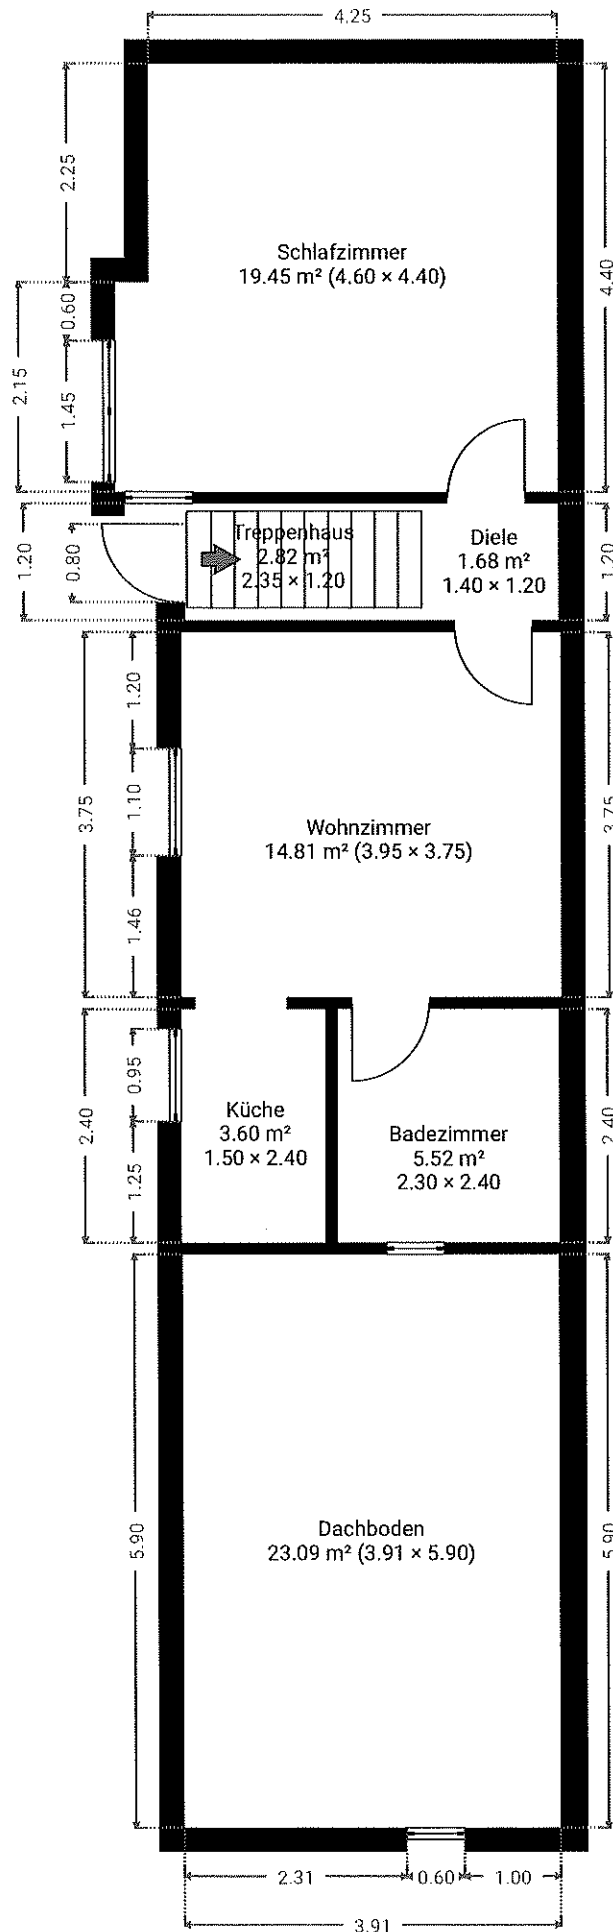 4.25
2.25
4.40
Schlafzimmer
19.45 m² (4.60 × 4.40)
0.60
2.15
1.45
1.20
0.80
Treppenhaus
2.82 m²
2.35 × 1.20
Diele
1.68 m²
1.40 × 1.20
1.20
1.20
3.75
1.10
3.75
Wohnzimmer
14.81 m² (3.95 × 3.75)
1.46
0.95
2.40
2.40
Küche
3.60 m²
1.50 × 2.40
Badezimmer
5.52 m²
2.30 × 2.40
1.25
5.90
5.90
Dachboden
23.09 m² (3.91 × 5.90)
2.31
0.60
1.00
3.91